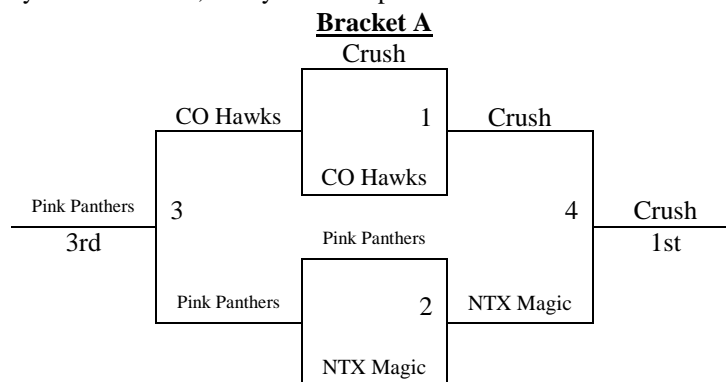 Bracket A
Crush
CO Hawks
1
Crush
CO Hawks
Pink Panthers
3
4
Crush
3rd
Pink Panthers
1st
Pink Panthers
2
NTX Magic
NTX Magic